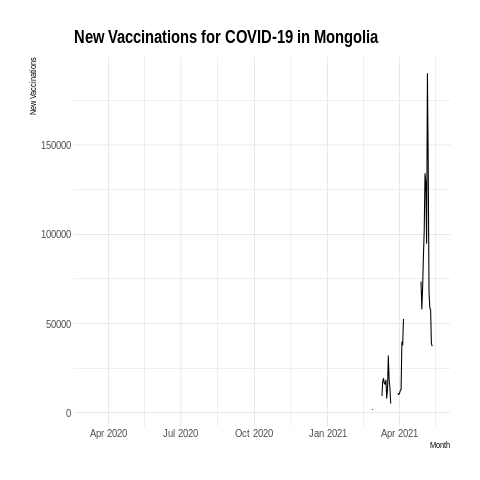 New Vaccinations for COVID-19 in Mongolia
New Vaccinations
150000
100000
50000
0
Apr 2020 Jul 2020 Oct 2020 Jan 2021 Apr 2021
Month